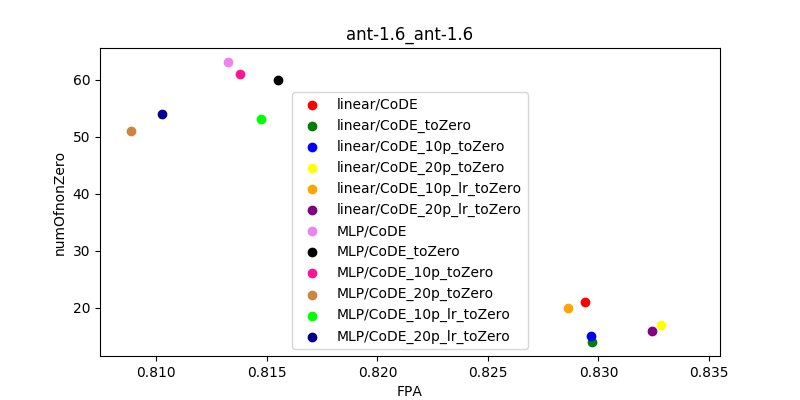 ant-1.6_ant-1.6
numOfnonZero
60
50
40
30
20
linear/CoDE
linear/CoDE_toZero
linear/CoDE_10p_toZero
linear/CoDE_20p_toZero
linear/CoDE_10p_lr_toZero
linear/CoDE_20p_lr_toZero
MLP/CoDE
MLP/CoDE_toZero
MLP/CoDE_10p_toZero
MLP/CoDE_20p_toZero
MLP/CoDE_10p_lr_toZero
MLP/CoDE_20p_lr_toZero
0.810 0.815 0.820 0.825 0.830 0.835
FPA